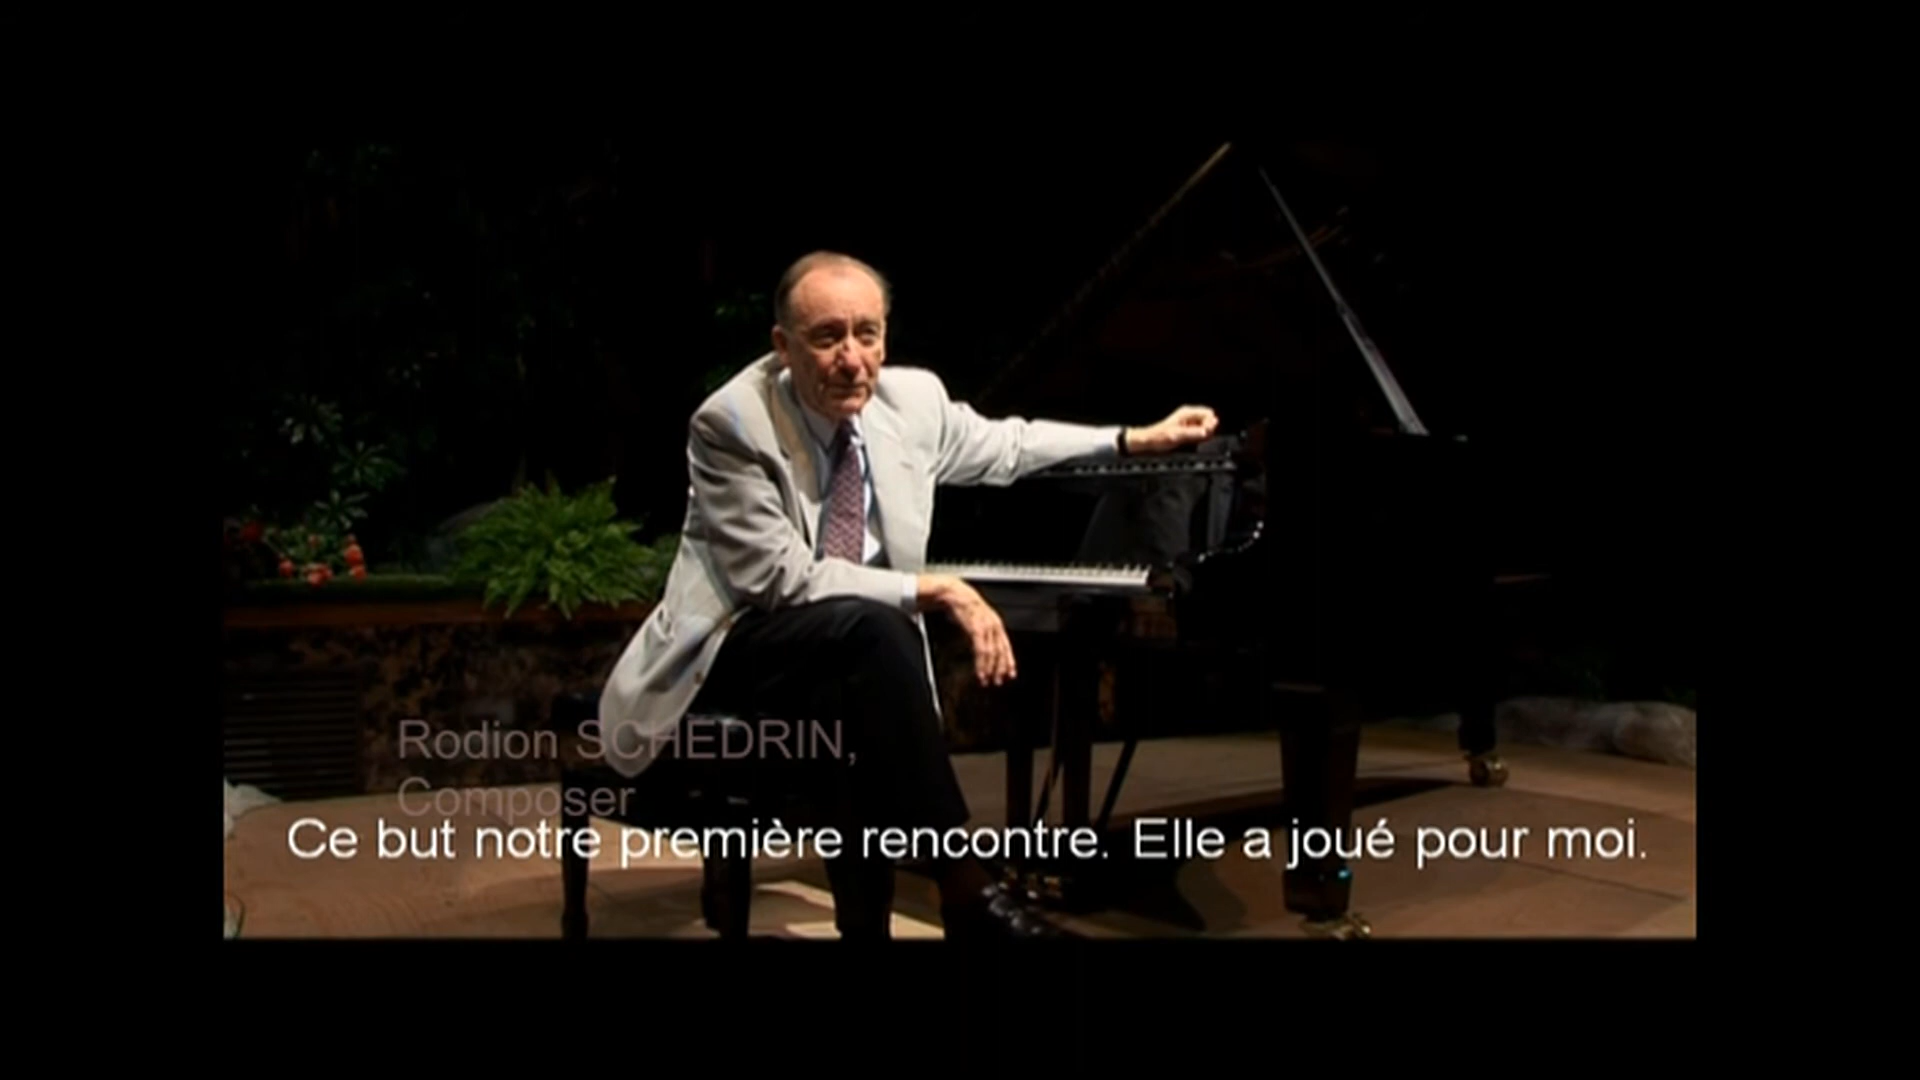 Rodion SCHEDRIN,
Composer
Ce but notre première rencontre. Elle a joué pour moi.